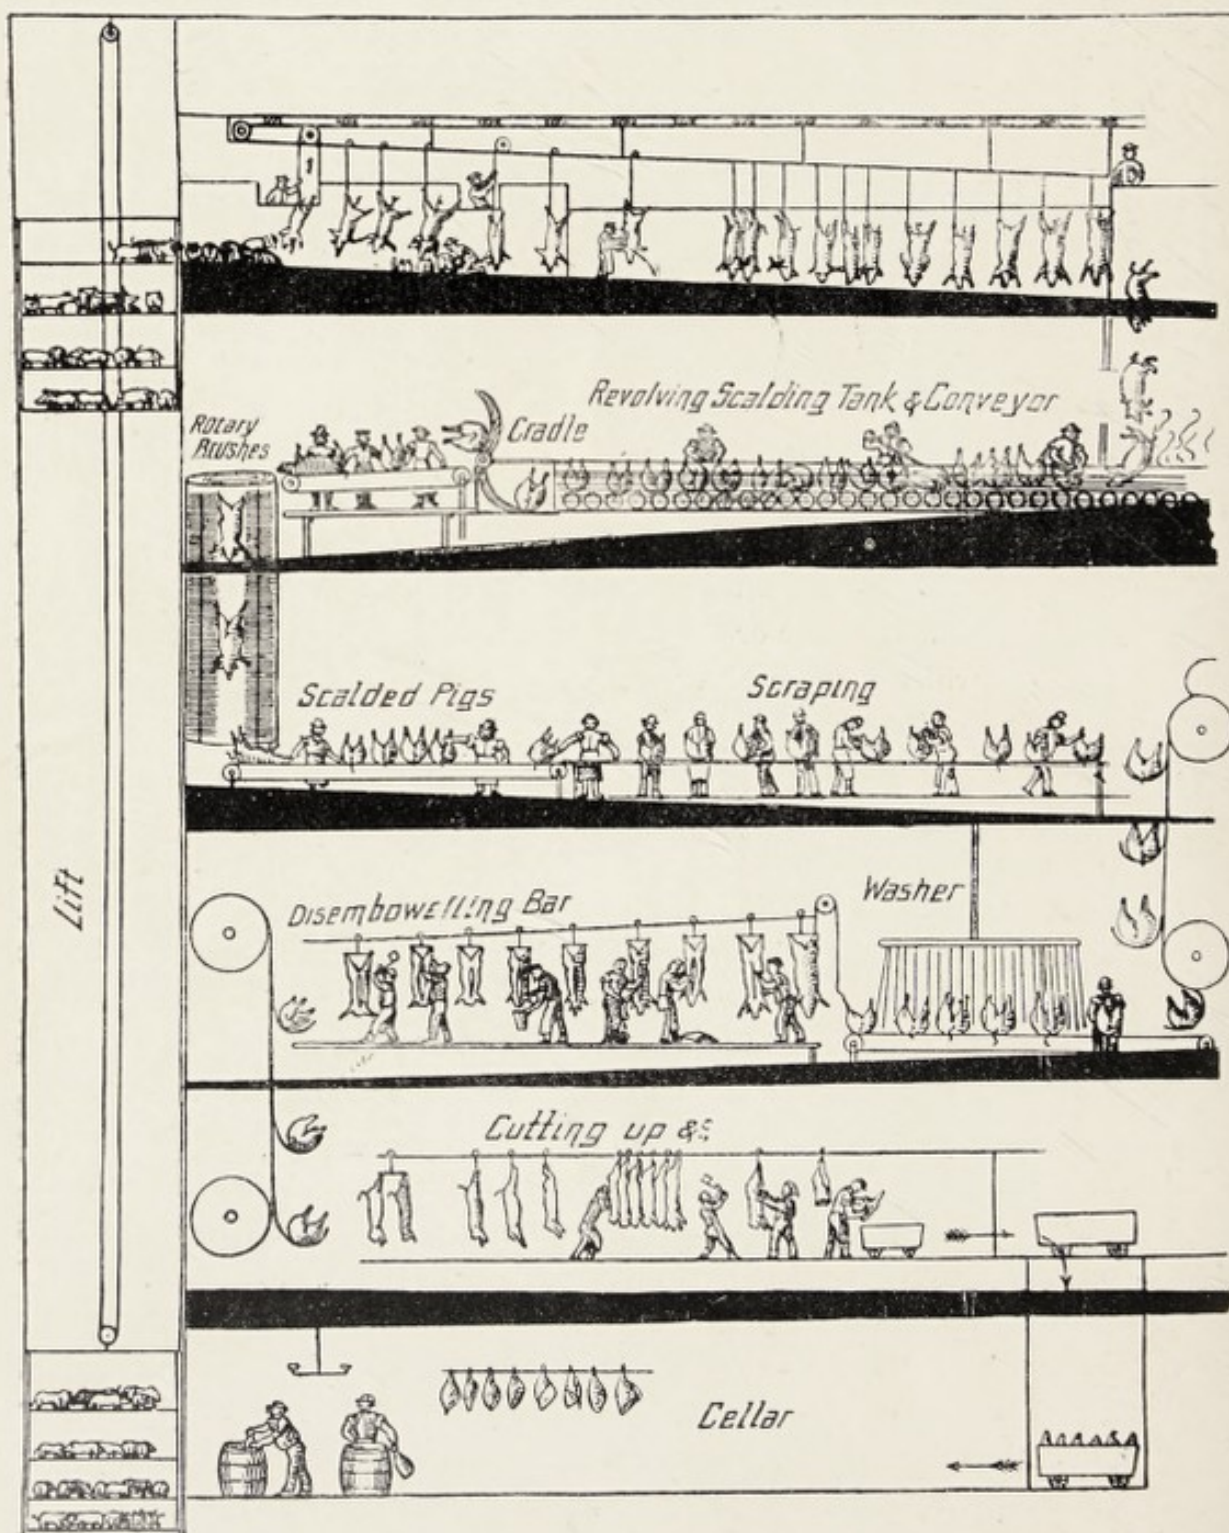 Revolving Scalding Tank & Conveyor
Rotary
Brushes
Cradle
Scalded Pigs
Scraping
Lift
Disembowelling Bar
Washer
Cutting up &c
Cellar